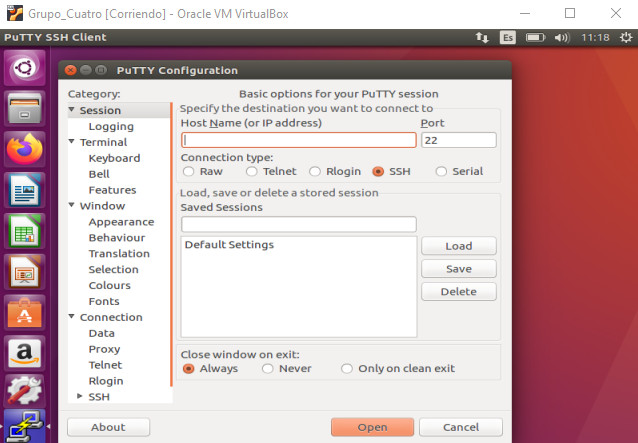 Grupo_Cuatro [Corriendo] - Oracle VM VirtualBox
PuTTY SSH Client Es 11:18
PuTTY Configuration
Category:
Session
Logging
Terminal
Keyboard
Bell
Features
Window
Appearance
Behaviour
Translation
Selection
Colours
Fonts
Connection
Data
Proxy
Telnet
Rlogin
SSH
Basic options for your PuTTY session
Specify the destination you want to connect to
Host Name (or IP address) Port
22
Connection type:
Raw Telnet Rlogin SSH Serial
Load, save or delete a stored session
Saved Sessions
Default Settings
Load
Save
Delete
Close window on exit:
Always Never Only on clean exit
About Open Cancel